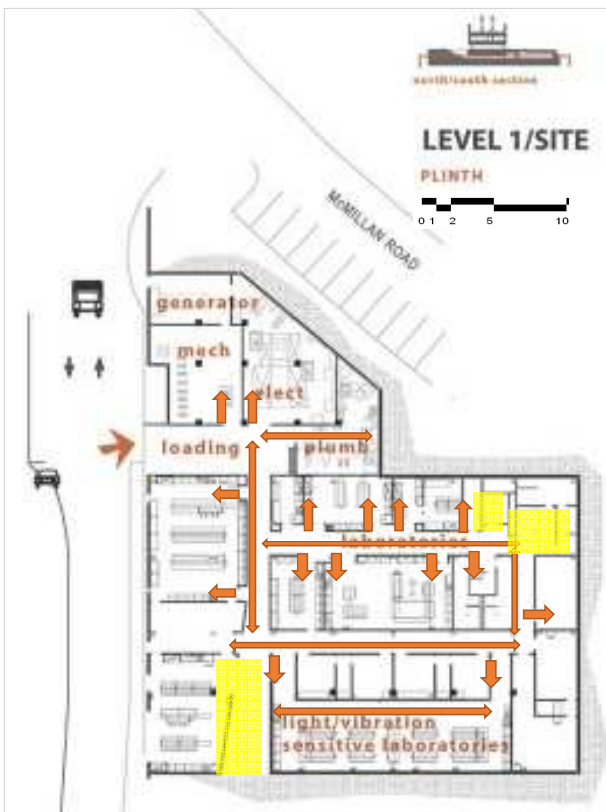 north/south section
LEVEL 1/SITE
PLINTH
0 1 2 5 10
McMILLAN ROAD
generator
mech
elect
loading
plumb
laboratories
light/vibration
sensitive laboratories